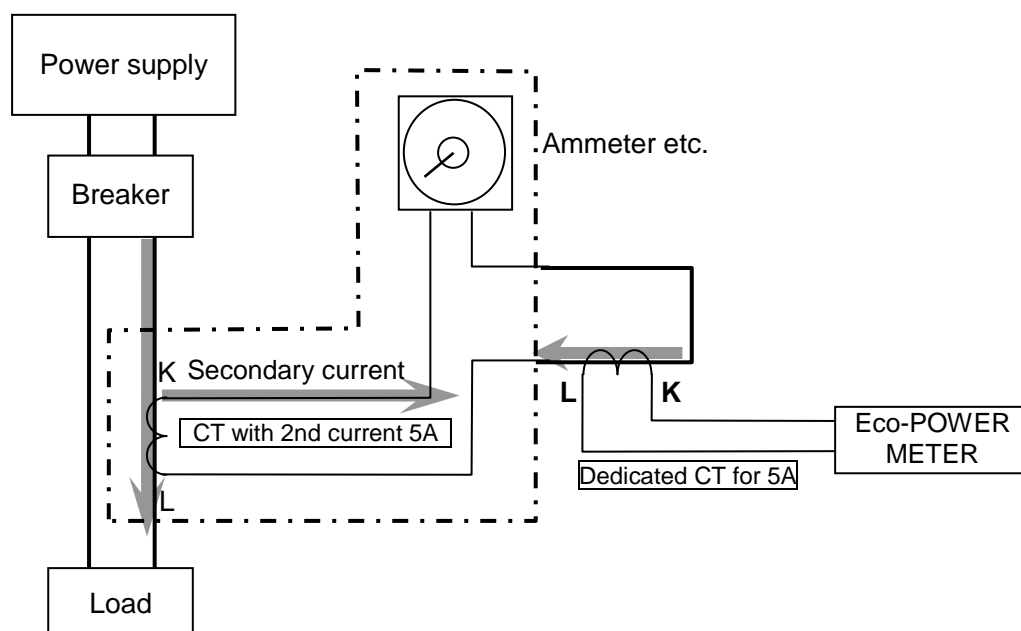 Power supply
Ammeter etc.
Breaker
K
Secondary current
L
K
CT with 2nd current 5A
Eco-POWER
METER
Dedicated CT for 5A
L
Load